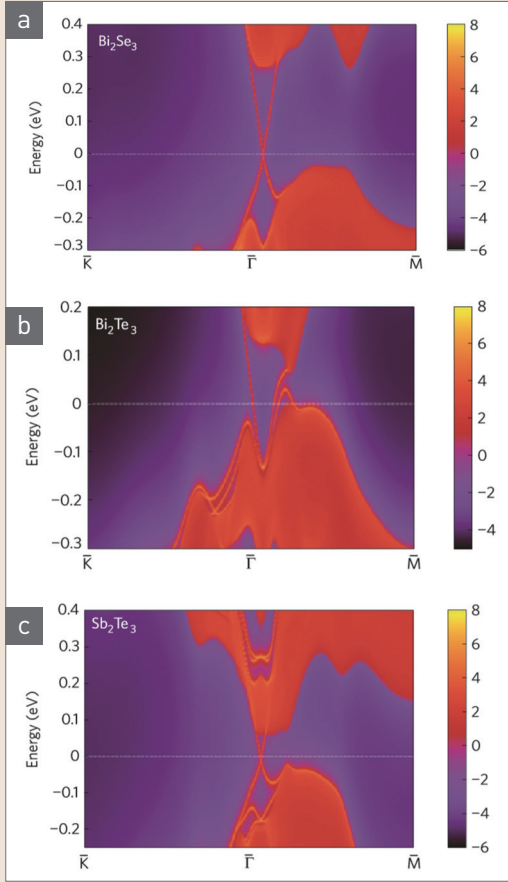 a
Bi₂Se₃
Energy (eV)
0.4
0.3
0.2
0.1
0
−0.1
−0.2
−0.3
K̄
Γ̄
M̄
8
6
4
2
0
−2
−4
−6
b
Bi₂Te₃
Energy (eV)
0.2
0.1
0
−0.1
−0.2
−0.3
K̄
Γ̄
M̄
8
6
4
2
0
−2
−4
c
Sb₂Te₃
Energy (eV)
0.4
0.3
0.2
0.1
0
−0.1
−0.2
K̄
Γ̄
M̄
8
6
4
2
0
−2
−4
−6